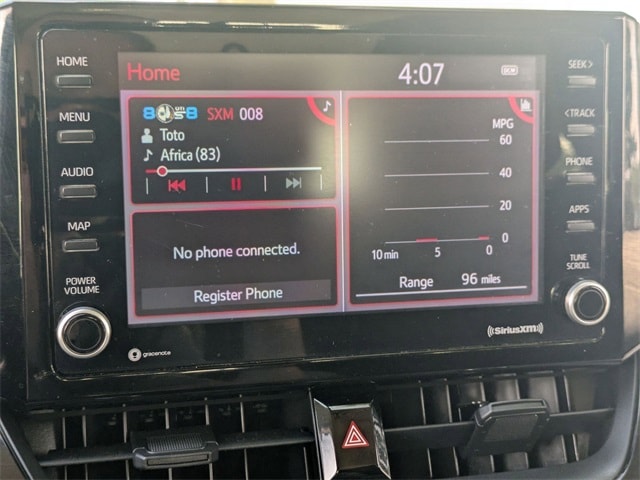 HOME
MENU
AUDIO
MAP
POWER
VOLUME
gracenote
Home
4:07
DCM
SXM 008
Toto
Africa (83)
No phone connected.
Register Phone
MPG
60
40
20
0
10 min 5 0
Range 96 miles
SEEK >
< TRACK
PHONE
APPS
TUNE
SCROLL
SiriusXM